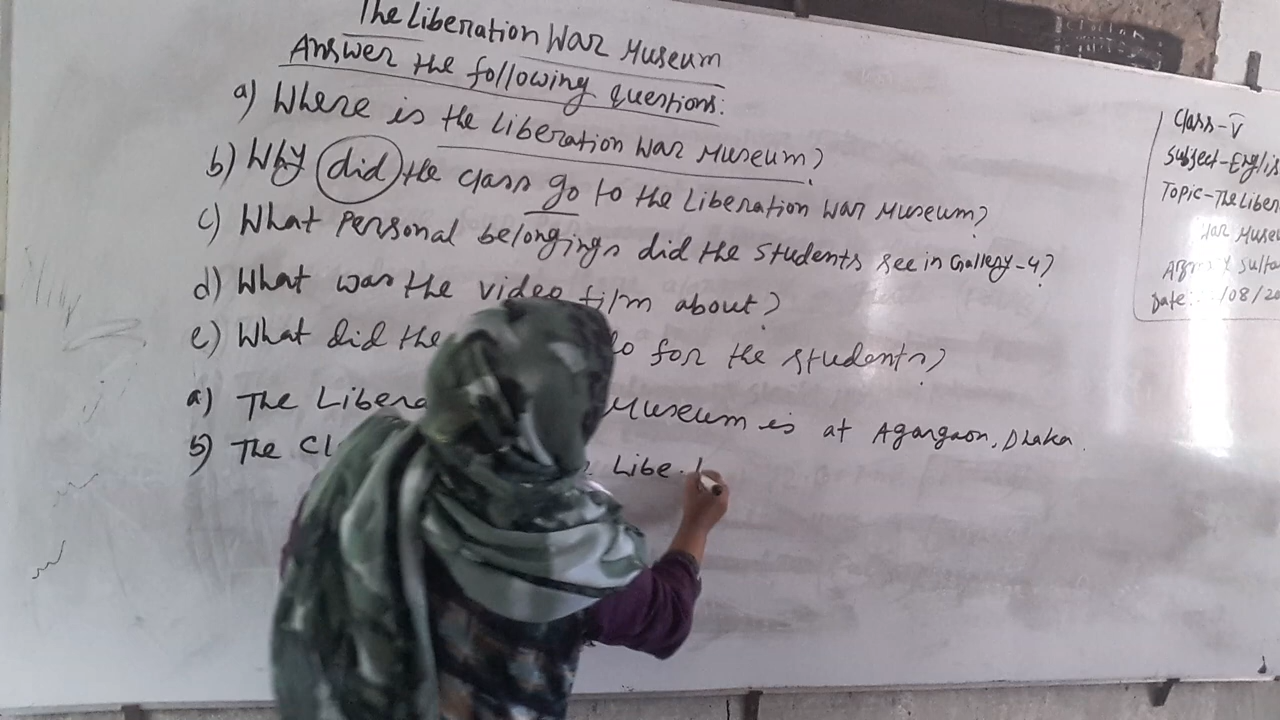 The Liberation War Museum
Answer the following questions:
a) Where is the Liberation War Museum?
b) Why did the class go to the Liberation War Museum?
c) What Personal belongings did the students see in Gallery-4?
d) What was the video film about?
e) What did the for the students?
a) The Libera Museum is at Agargaon, Dhaka.
b) The Cl Libe
Class-V
Subject-Englis
Topic-The Liber
War Museu
Sulta
Date: /08/20